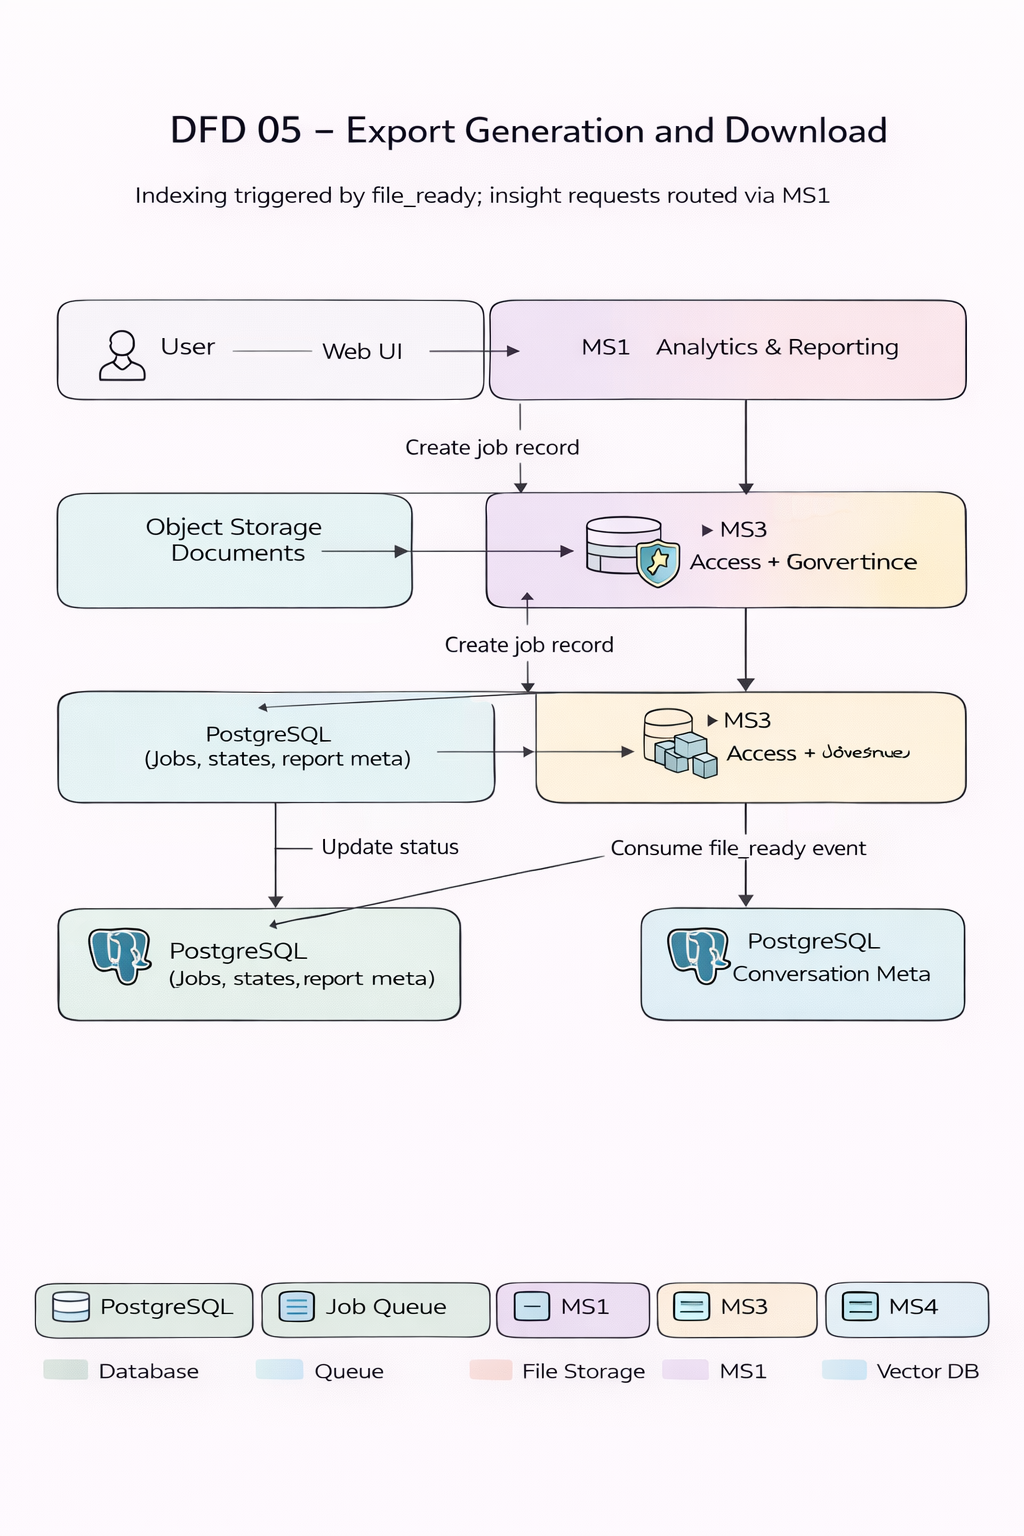 DFD 05 – Export Generation and Download
Indexing triggered by file_ready; insight requests routed via MS1
User
Web UI
MS1 Analytics & Reporting
Create job record
Object Storage
Documents
MS3
Access + Gorvertince
Create job record
PostgreSQL
(Jobs, states, report meta)
MS3
Access +
Update status
Consume file_ready event
PostgreSQL
(Jobs, states, report meta)
PostgreSQL
Conversation Meta
PostgreSQL
Job Queue
MS1
MS3
MS4
Database
Queue
File Storage
MS1
Vector DB